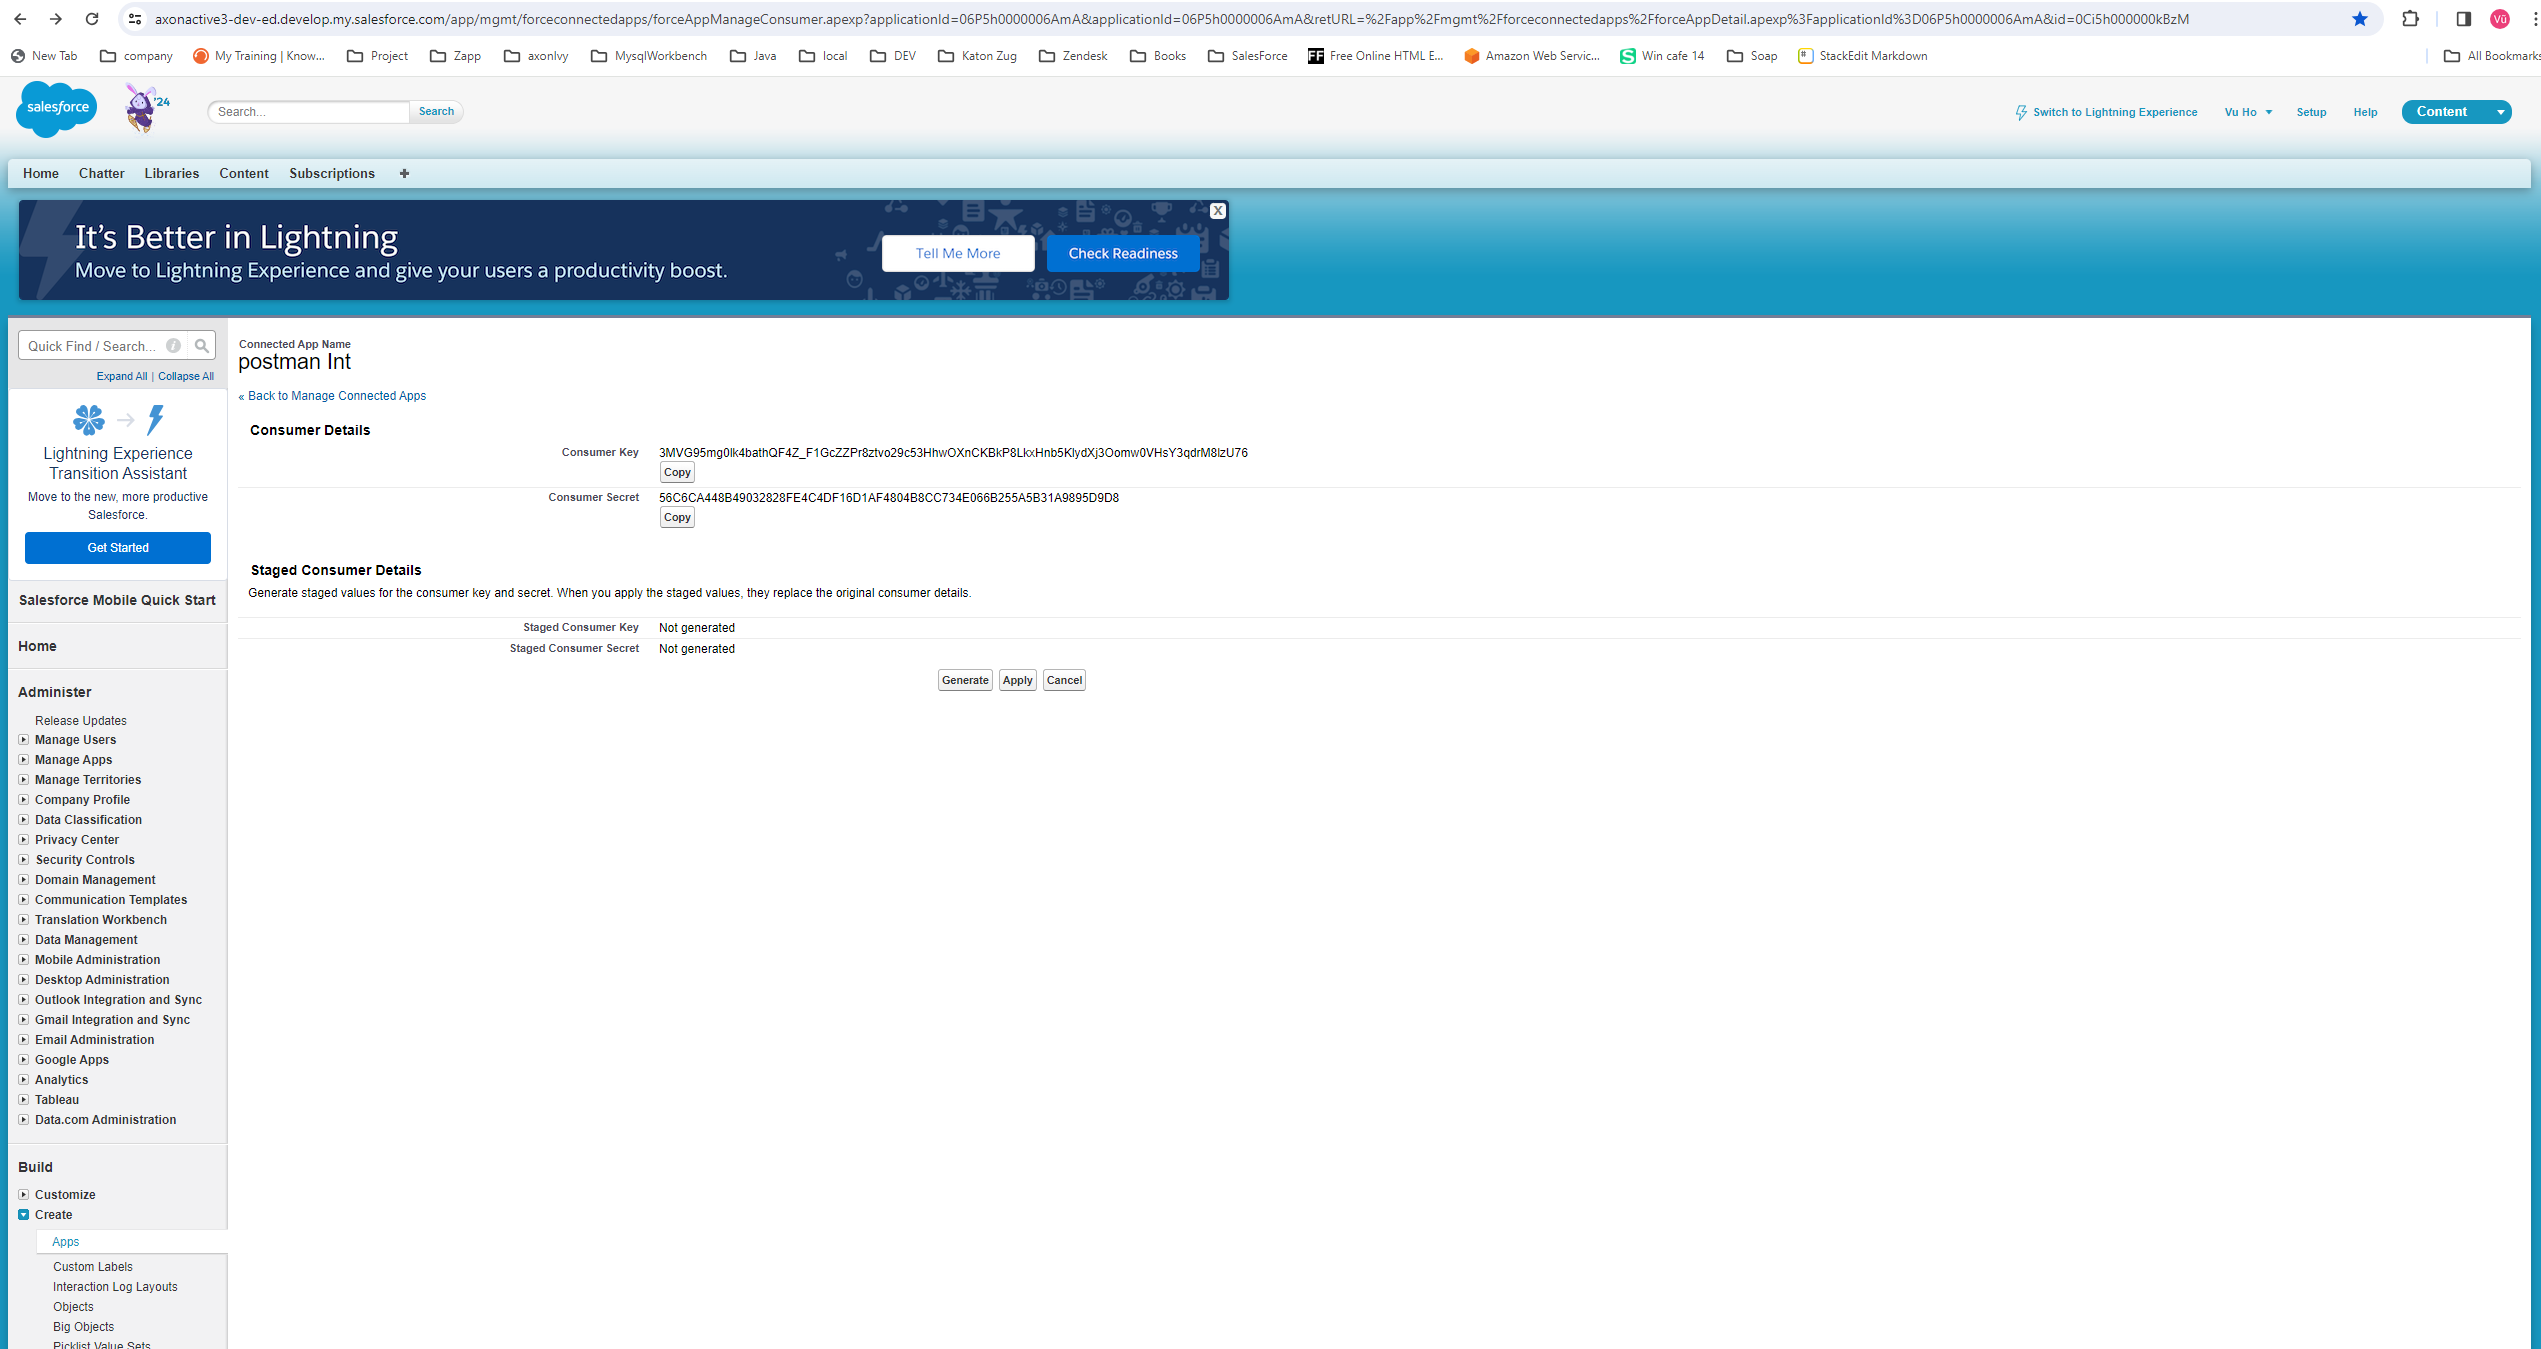 axonactive3-dev-ed.develop.my.salesforce.com/app/mgmt/forceconnectedapps/forceAppManageConsumer.apexp?applicationId=06P5h0000006AmA&applicationId=06P5h0000006AmA&retURL=%2Fapp%2Fmgmt%2Fforceconnectedapps%2FforceAppDetail.apexp%3FapplicationId%3D06P5h0000006AmA&id=0Ci5h000000kBzM
Vũ
New Tab company My Training | Know... Project Zapp axonIvy MysqlWorkbench Java local DEV Katon Zug Zendesk Books SalesForce FF Free Online HTML E... Amazon Web Servic... Win cafe 14 Soap StackEdit Markdown All Bookmarks
salesforce '24 Search... Search Switch to Lightning Experience Vu Ho Setup Help Content
Home Chatter Libraries Content Subscriptions +
It's Better in Lightning
Move to Lightning Experience and give your users a productivity boost.
Tell Me More Check Readiness X
Quick Find / Search... i
Expand All | Collapse All
Lightning Experience
Transition Assistant
Move to the new, more productive
Salesforce.
Get Started
Salesforce Mobile Quick Start
Home
Administer
Release Updates
Manage Users
Manage Apps
Manage Territories
Company Profile
Data Classification
Privacy Center
Security Controls
Domain Management
Communication Templates
Translation Workbench
Data Management
Mobile Administration
Desktop Administration
Outlook Integration and Sync
Gmail Integration and Sync
Email Administration
Google Apps
Analytics
Tableau
Data.com Administration
Build
Customize
Create
Apps
Custom Labels
Interaction Log Layouts
Objects
Big Objects
Picklist Value Sets
Connected App Name
postman Int
« Back to Manage Connected Apps
Consumer Details
Consumer Key
Copy
Consumer Secret 56C6CA448B49032828FE4C4DF16D1AF4804B8CC734E066B255A5B31A9895D9D8
Copy
Staged Consumer Details
Generate staged values for the consumer key and secret. When you apply the staged values, they replace the original consumer details.
Staged Consumer Key Not generated
Staged Consumer Secret Not generated
Generate Apply Cancel